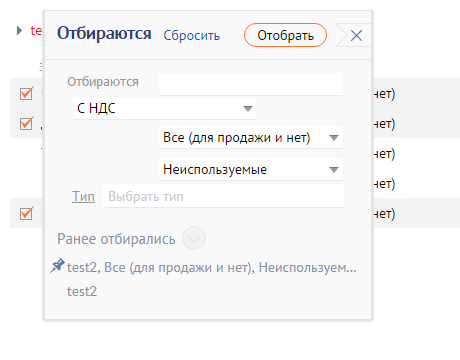 te
Отбираются Сбросить Отобрать
Отбираются
С НДС
нет)
Все (для продажи и нет)
нет)
Неиспользуемые
нет)
Тип Выбрать тип
нет)
нет)
Ранее отбирались
test2, Все (для продажи и нет), Неиспользуем...
test2